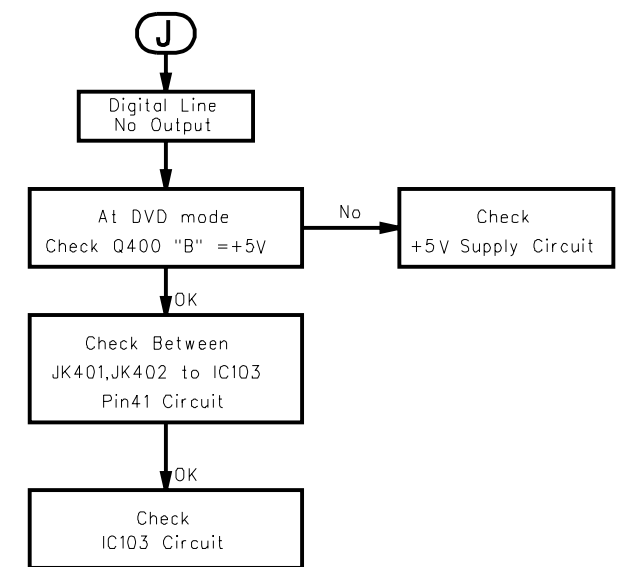 J
Digital Line
No Output
At DVD mode
Check Q400 "B" =+5V
No
Check
+5V Supply Circuit
OK
Check Between
JK401,JK402 to IC103
Pin41 Circuit
OK
Check
IC103 Circuit